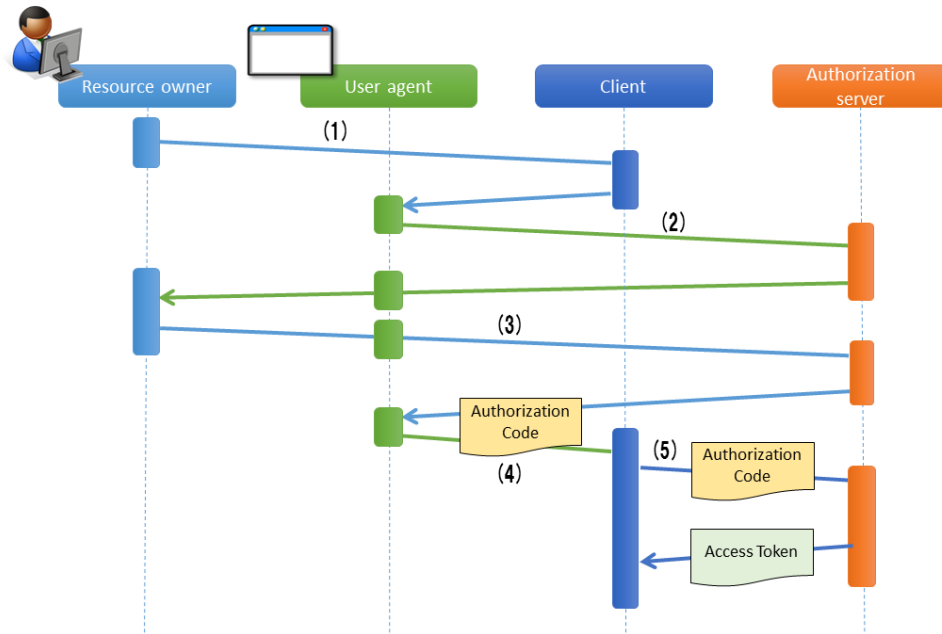 Resource owner
User agent
Client
Authorization
server
(1)
(2)
(3)
Authorization
Code
(4)
(5)
Authorization
Code
Access Token